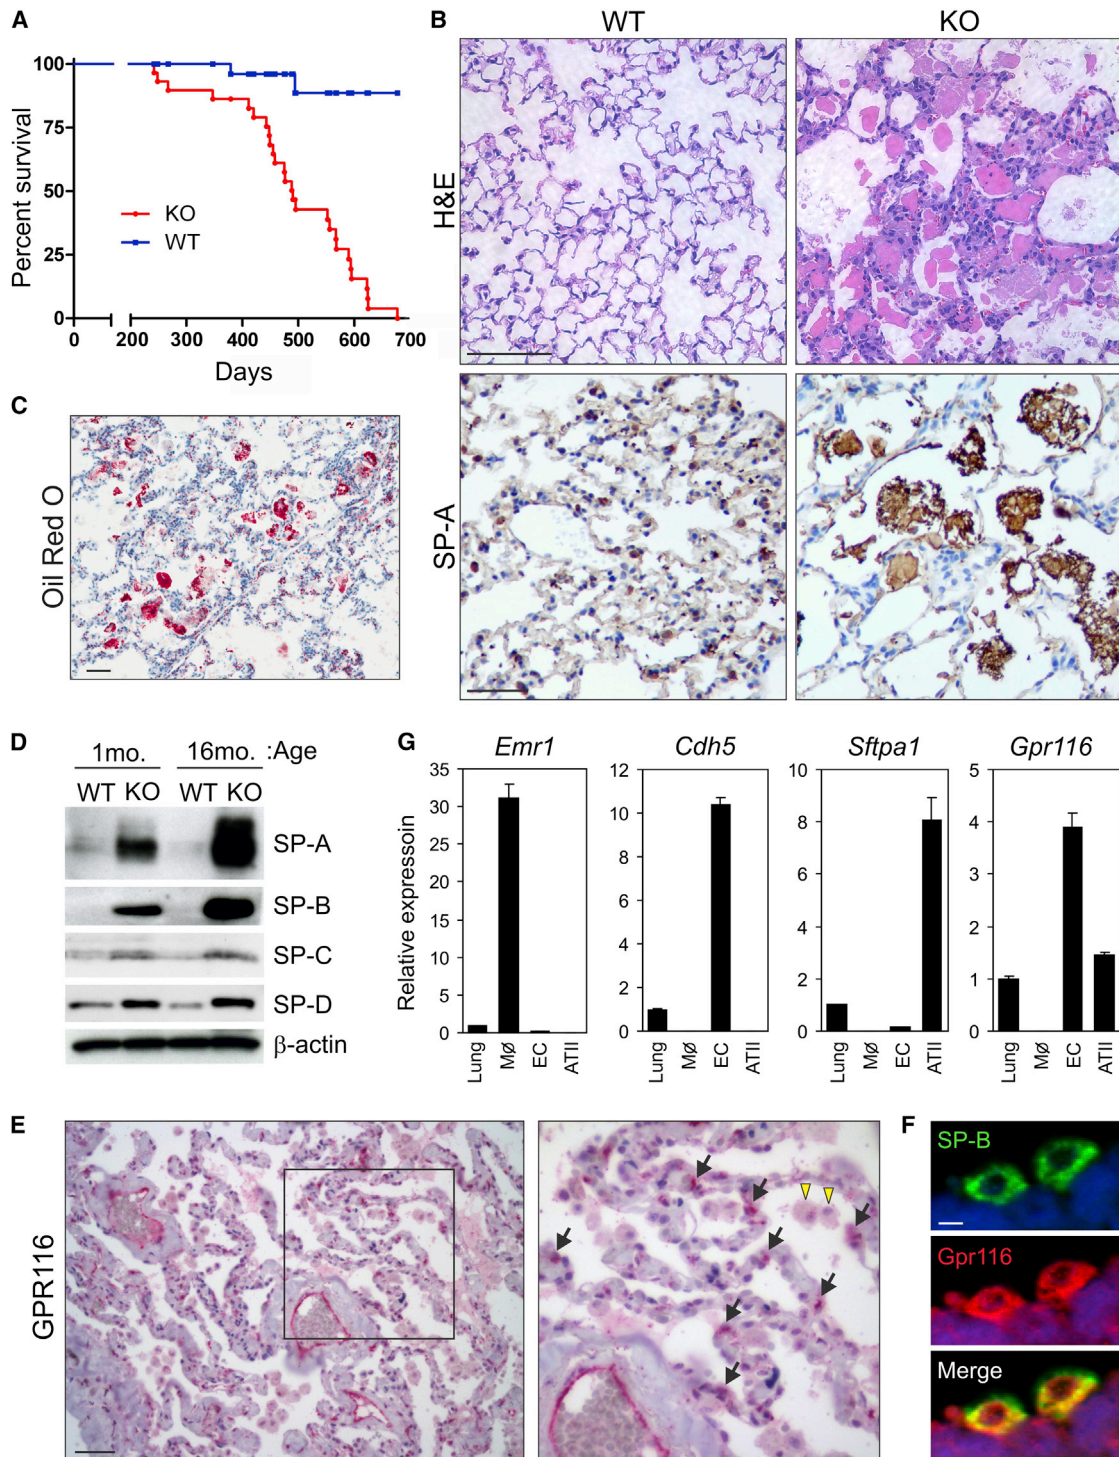 A
100
75
50
25
0
Percent survival
KO
WT
0 200 300 400 500 600 700
Days
B
WT KO
H&E
SP-A
C
Oil Red O
D
1mo. 16mo. :Age
WT KO WT KO
SP-A
SP-B
SP-C
SP-D
β-actin
G
Emr1 Cdh5 Sftpa1 Gpr116
Relative expressoin
35
30
25
20
15
10
5
0
Lung Mø EC ATII
12
10
8
6
4
2
0
Lung Mø EC ATII
10
8
6
4
2
0
Lung Mø EC ATII
5
4
3
2
1
0
Lung Mø EC ATII
E
GPR116
F
SP-B
Gpr116
Merge